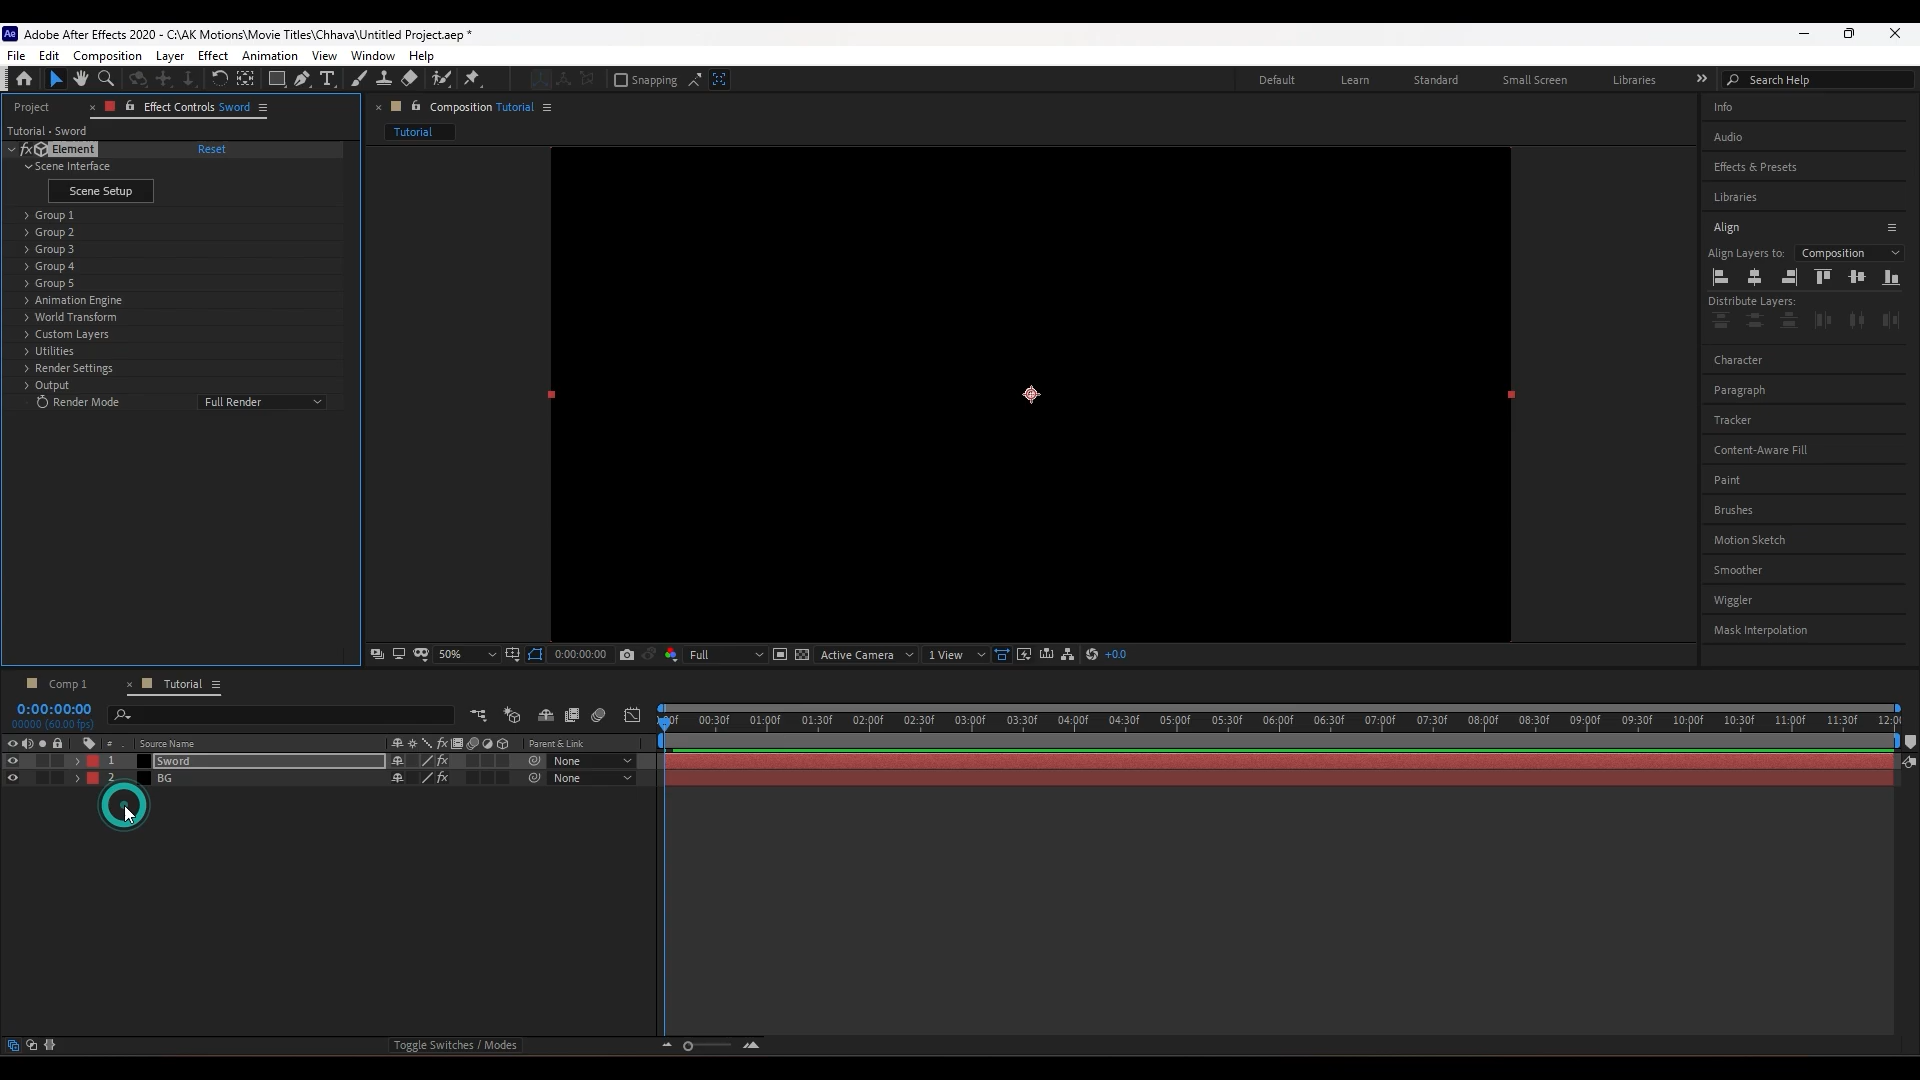 Ae Adobe After Effects 2020 - C:\AK Motions\Movie Titles\Chhava\Untitled Project.aep *
File Edit Composition Layer Effect Animation View Window Help
Snapping Default Learn Standard Small Screen Libraries Search Help
Project Effect Controls Sword
Tutorial • Sword
fx Element Reset
Scene Interface
Scene Setup
Group 1
Group 2
Group 3
Group 4
Group 5
Animation Engine
World Transform
Custom Layers
Utilities
Render Settings
Output
Render Mode Full Render
Composition Tutorial
Tutorial
50% 0:00:00:00 Full Active Camera 1 View +0.0
Info
Audio
Effects & Presets
Libraries
Align
Align Layers to: Composition
Distribute Layers:
Character
Paragraph
Tracker
Content-Aware Fill
Paint
Brushes
Motion Sketch
Smoother
Wiggler
Mask Interpolation
Comp 1 Tutorial
0:00:00:00
00000 (60.00 fps)
00f 00:30f 01:00f 01:30f 02:00f 02:30f 03:00f 03:30f 04:00f 04:30f 05:00f 05:30f 06:00f 06:30f 07:00f 07:30f 08:00f 08:30f 09:00f 09:30f 10:00f 10:30f 11:00f 11:30f 12:0
# . Source Name fx Parent & Link
1 Sword fx None
2 BG fx None
Toggle Switches / Modes